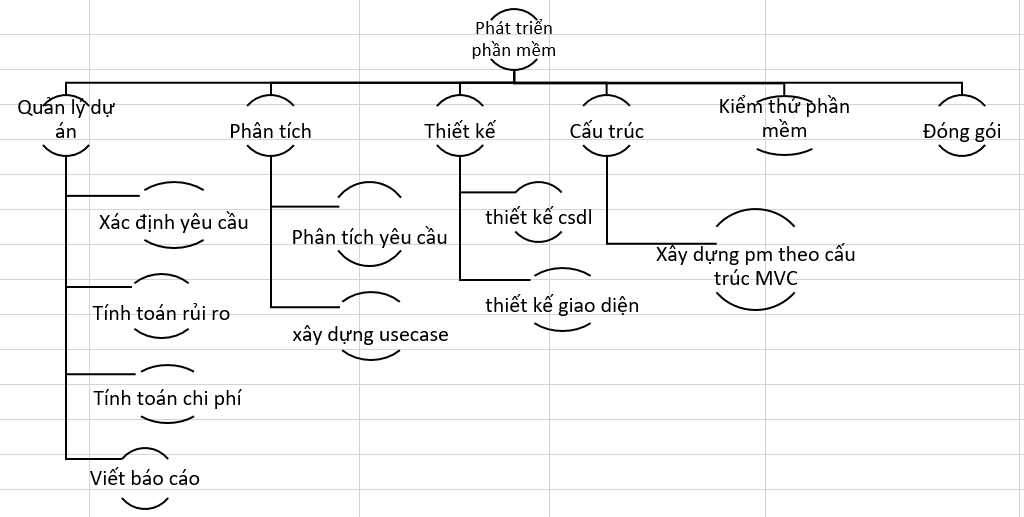 Phát triển
phần mềm
Quản lý dự
án
Phân tích
Thiết kế
Cấu trúc
Kiểm thử phần
mềm
Đóng gói
Xác định yêu cầu
Tính toán rủi ro
Tính toán chi phí
Viết báo cáo
Phân tích yêu cầu
xây dựng usecase
thiết kế csdl
thiết kế giao diện
Xây dựng pm theo cấu
trúc MVC